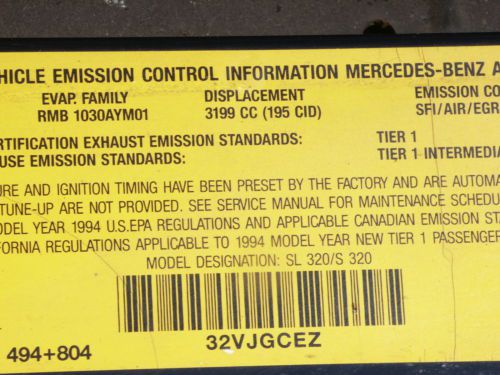 HICLE EMISSION CONTROL INFORMATION MERCEDES-BENZ A
EVAP. FAMILY DISPLACEMENT EMISSION CO
RMB 1030AYM01 3199 CC (195 CID) SFI/AIR/EGR
RTIFICATION EXHAUST EMISSION STANDARDS: TIER 1
USE EMISSION STANDARDS: TIER 1 INTERMEDIA
URE AND IGNITION TIMING HAVE BEEN PRESET BY THE FACTORY AND ARE AUTOMA
TUNE-UP ARE NOT PROVIDED. SEE SERVICE MANUAL FOR MAINTENANCE SCHEDU
ODEL YEAR 1994 U.S.EPA REGULATIONS AND APPLICABLE CANADIAN EMISSION STA
IFORNIA REGULATIONS APPLICABLE TO 1994 MODEL YEAR NEW TIER 1 PASSENGER
MODEL DESIGNATION: SL 320/S 320
494+804 32VJGCEZ